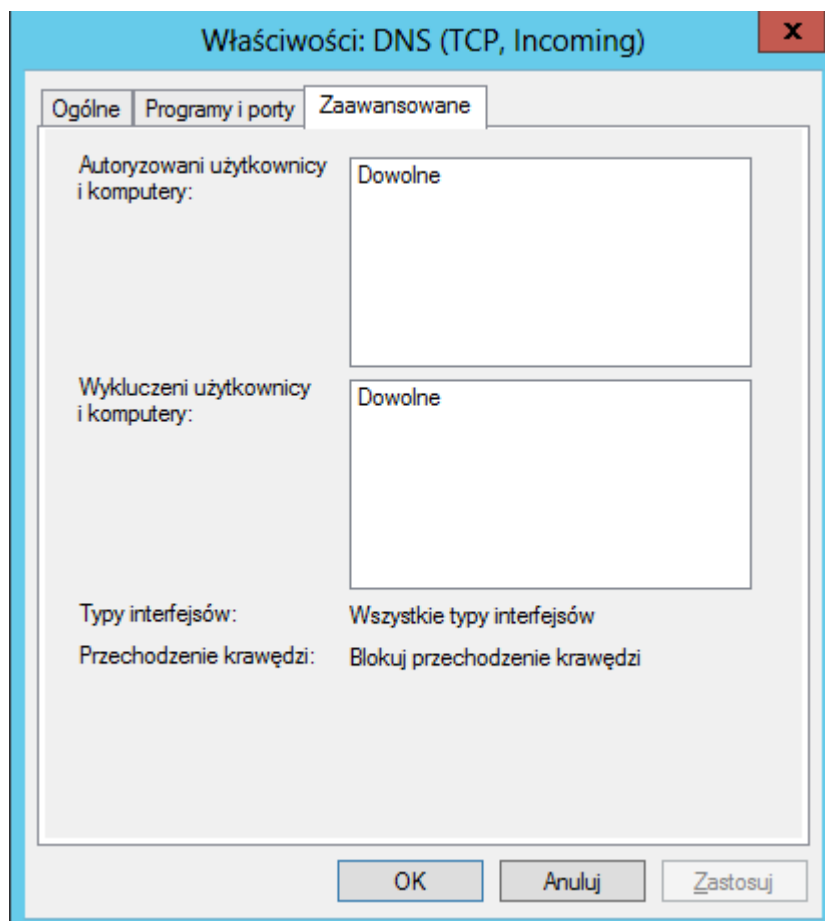 Właściwości: DNS (TCP, Incoming)
x
Ogólne
Programy i porty
Zaawansowane
Autoryzowani użytkownicy
i komputery:
Dowolne
Wykluczeni użytkownicy
i komputery:
Dowolne
Typy interfejsów:
Wszystkie typy interfejsów
Przechodzenie krawędzi:
Blokuj przechodzenie krawędzi
OK
Anuluj
Zastosuj